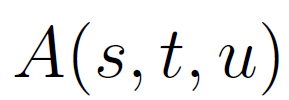 A(s, t, u)